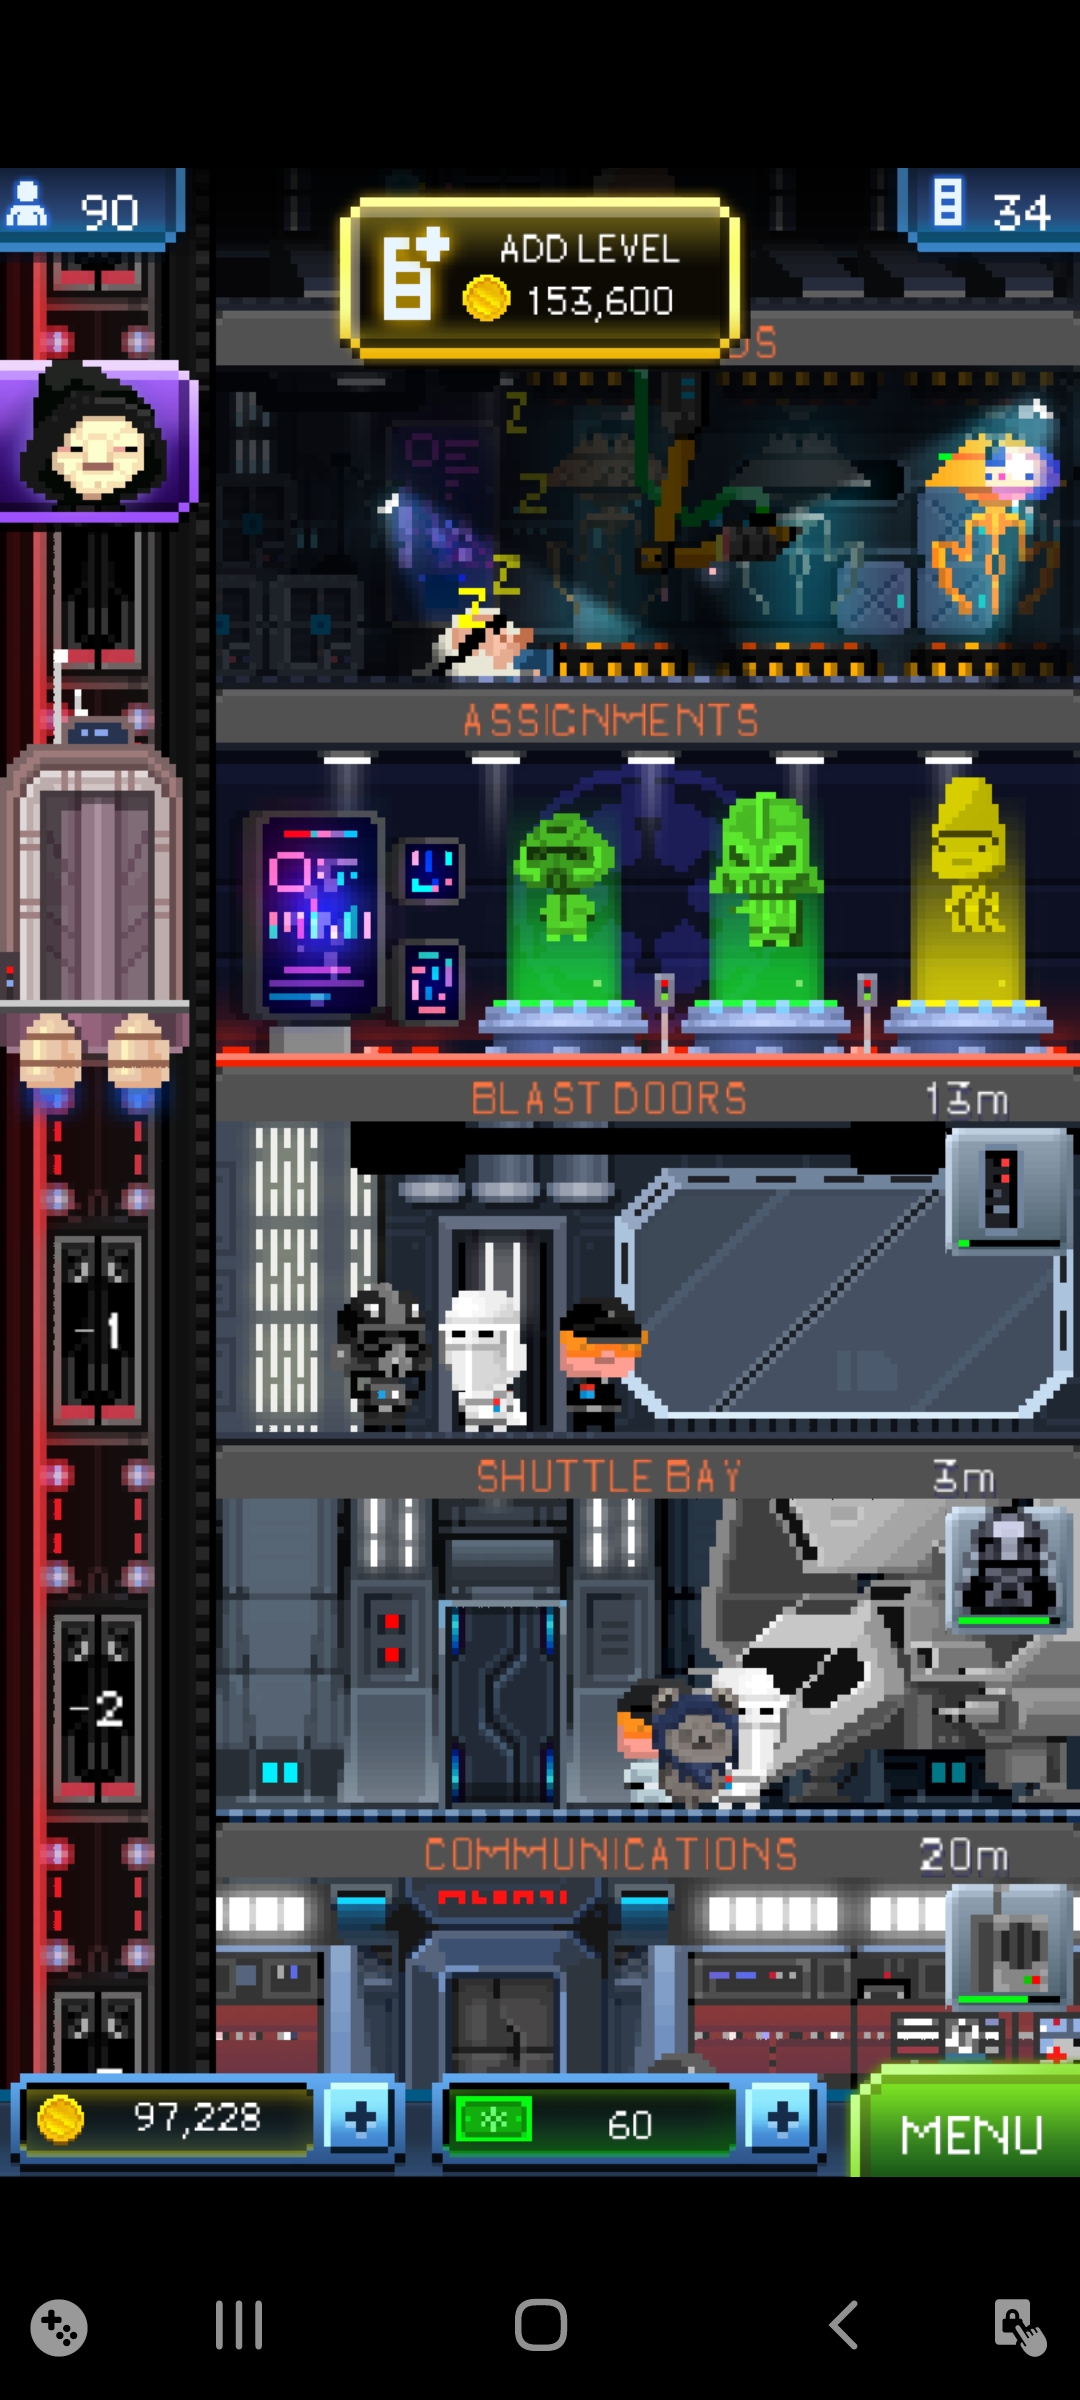 90
ADD LEVEL
153,600
34
Z
Z
Z
Z
L
ASSIGNMENTS
BLAST DOORS 13m
-1
SHUTTLE BAY 3m
-2
COMMUNICATIONS 20m
97,228
60
MENU